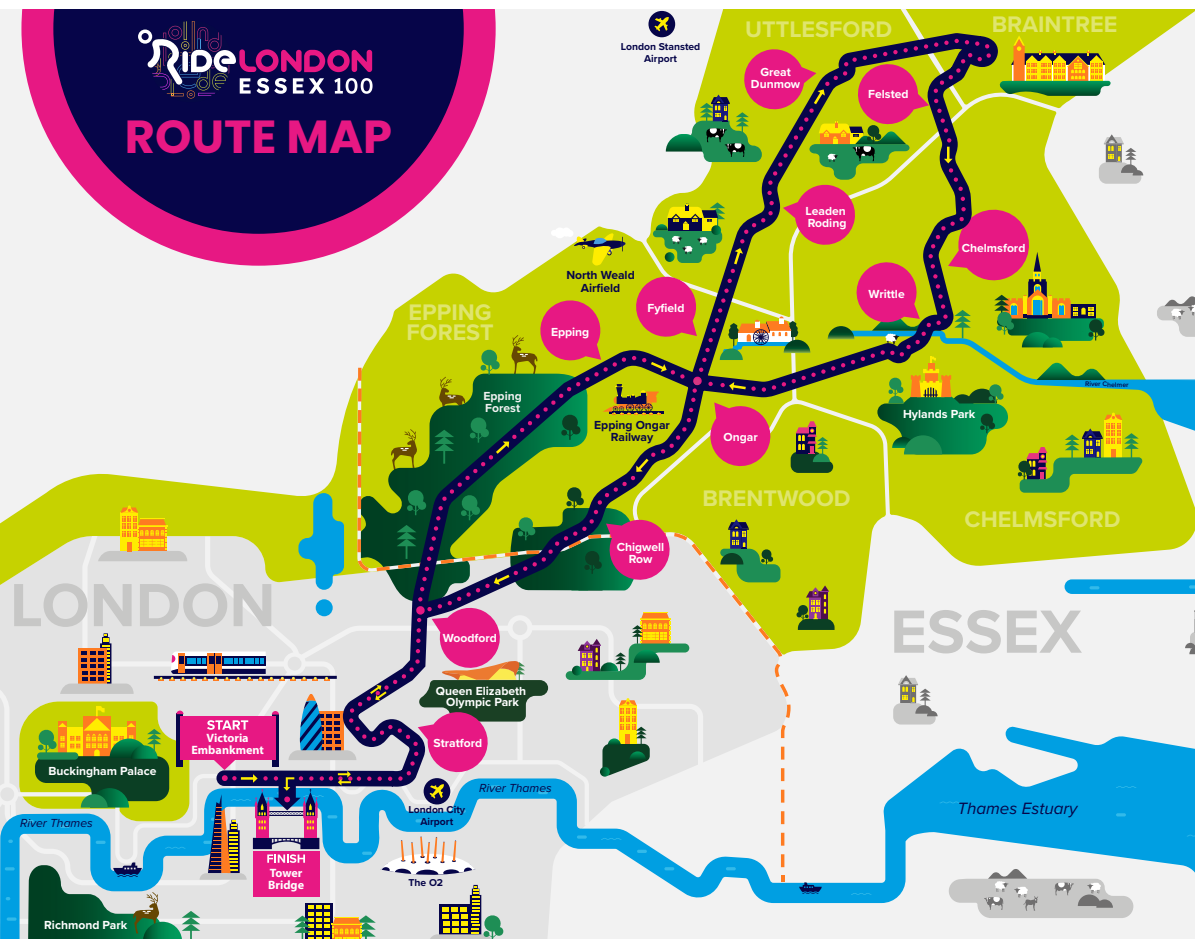 RIDE LONDON
ESSEX 100
ROUTE MAP
London Stansted
Airport
UTTLESFORD
BRAINTREE
Great
Dunmow
Felsted
Leaden
Roding
Chelmsford
North Weald
Airfield
Writtle
Fyfield
EPPING
FOREST
Epping
River Chelmer
Epping
Forest
Epping Ongar
Railway
Hylands Park
Ongar
BRENTWOOD
CHELMSFORD
Chigwell
Row
LONDON
ESSEX
Woodford
Queen Elizabeth
Olympic Park
START
Victoria
Embankment
Stratford
Buckingham Palace
River Thames
London City
Airport
Thames Estuary
River Thames
FINISH
Tower
Bridge
The O2
Richmond Park